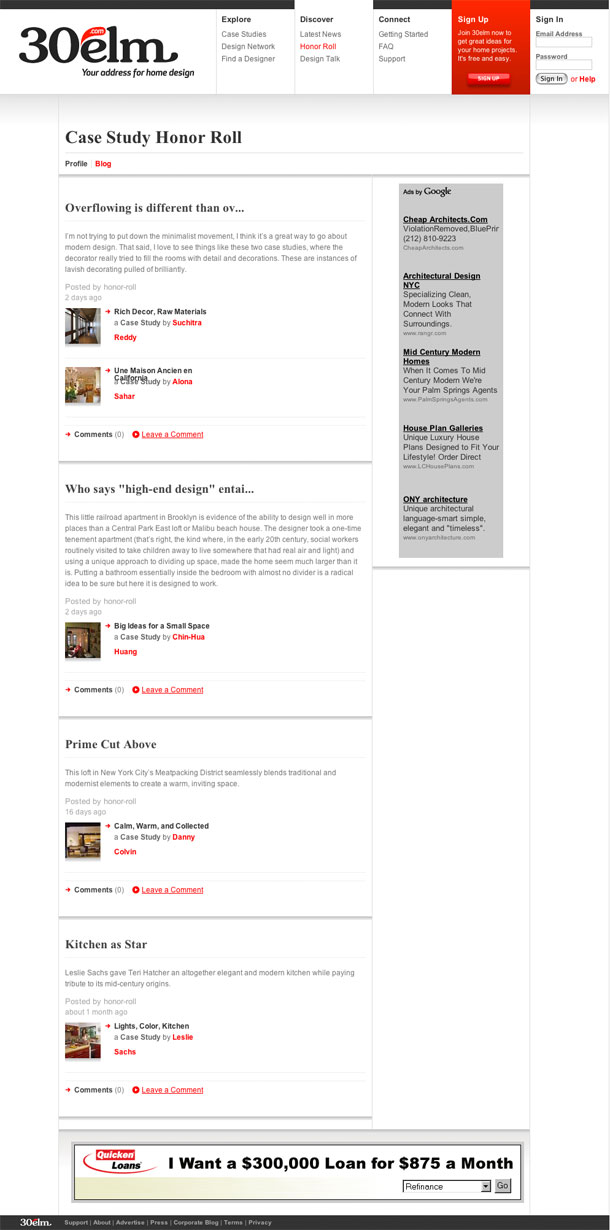 30elm.com
Your address for home design
Explore
Case Studies
Design Network
Find a Designer
Discover
Latest News
Honor Roll
Design Talk
Connect
Getting Started
FAQ
Support
Sign Up
Join 30elm now to
get great ideas for
your home projects.
It's free and easy.
SIGN UP
Sign In
Email Address
Password
Sign In or Help
Case Study Honor Roll
Profile | Blog
Overflowing is different than ov...
I'm not trying to put down the minimalist movement, I think it's a great way to go about
modern design. That said, I love to see things like these two case studies, where the
decorator really tried to fill the rooms with detail and decorations. These are instances of
lavish decorating pulled of brilliantly.
Posted by honor-roll
2 days ago
Rich Decor, Raw Materials
a Case Study by Suchitra
Reddy
Une Maison Ancien en
California
a Case Study by Alona
Sahar
Comments (0) Leave a Comment
Who says "high-end design" entai...
This little railroad apartment in Brooklyn is evidence of the ability to design well in more
places than a Central Park East loft or Malibu beach house. The designer took a one-time
tenement apartment (that's right, the kind where, in the early 20th century, social workers
routinely visited to take children away to live somewhere that had real air and light) and
using a unique approach to dividing up space, made the home seem much larger than it
is. Putting a bathroom essentially inside the bedroom with almost no divider is a radical
idea to be sure but here it is designed to work.
Posted by honor-roll
2 days ago
Big Ideas for a Small Space
a Case Study by Chin-Hua
Huang
Comments (0) Leave a Comment
Prime Cut Above
This loft in New York City's Meatpacking District seamlessly blends traditional and
modernist elements to create a warm, inviting space.
Posted by honor-roll
16 days ago
Calm, Warm, and Collected
a Case Study by Danny
Colvin
Comments (0) Leave a Comment
Kitchen as Star
Leslie Sachs gave Teri Hatcher an altogether elegant and modern kitchen while paying
tribute to its mid-century origins.
Posted by honor-roll
about 1 month ago
Lights, Color, Kitchen
a Case Study by Leslie
Sachs
Comments (0) Leave a Comment
Ads by Google
Cheap Architects.Com
ViolationRemoved,BluePrir
(212) 810-9223
CheapArchitects.com
Architectural Design
NYC
Specializing Clean,
Modern Looks That
Connect With
Surroundings.
www.rangr.com
Mid Century Modern
Homes
When It Comes To Mid
Century Modern We're
Your Palm Springs Agents
www.PalmSpringsAgents.com
House Plan Galleries
Unique Luxury House
Plans Designed to Fit Your
Lifestyle! Order Direct
www.LCHousePlans.com
ONY architecture
Unique architectural
language-smart simple,
elegant and "timeless".
www.onyarchitecture.com
Quicken
Loans
I Want a $300,000 Loan for $875 a Month
Refinance Go
30elm. Support | About | Advertise | Press | Corporate Blog | Terms | Privacy